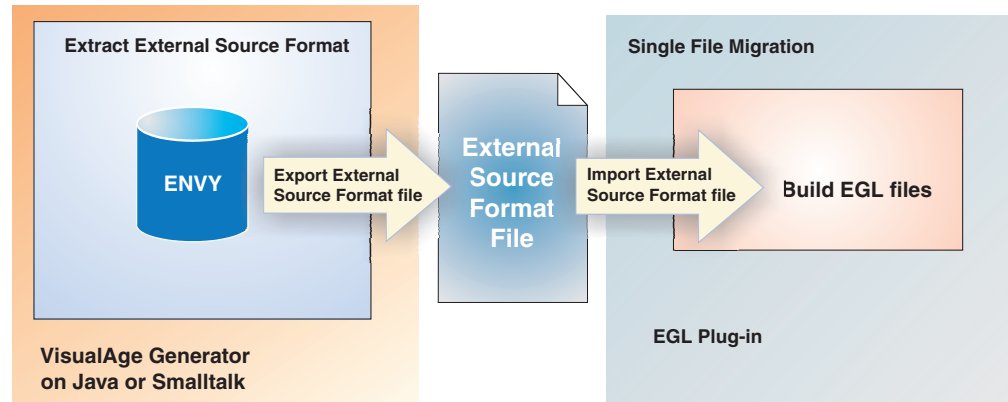 Extract External Source Format
ENVY
Export External
Source Format file
VisualAge Generator
on Java or Smalltalk
External
Source
Format
File
Single File Migration
Import External
Source Format file
Build EGL files
EGL Plug-in